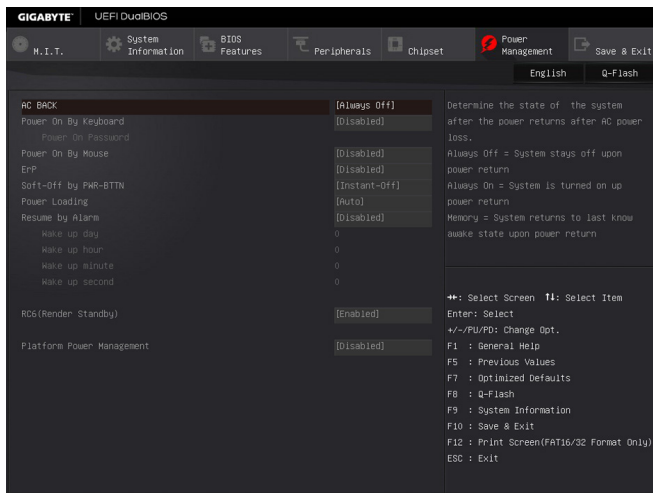 GIGABYTE™ UEFI DualBIOS
M.I.T.
System Information
BIOS Features
Peripherals
Chipset
Power Management
Save & Exit
English Q-Flash
AC BACK [Always Off]
Power On By Keyboard [Disabled]
Power On Password
Power On By Mouse [Disabled]
ErP [Disabled]
Soft-Off by PWR-BTTN [Instant-Off]
Power Loading [Auto]
Resume by Alarm [Disabled]
Wake up day 0
Wake up hour 0
Wake up minute 0
Wake up second 0
RC6(Render Standby) [Enabled]
Platform Power Management [Disabled]
Determine the state of the system
after the power returns after AC power
loss.
Always Off = System stays off upon
power return
Always On = System is turned on up
power return
Memory = System returns to last know
awake state upon power return
→←: Select Screen ↑↓: Select Item
Enter: Select
+/-/PU/PD: Change Opt.
F1 : General Help
F5 : Previous Values
F7 : Optimized Defaults
F8 : Q-Flash
F9 : System Information
F10 : Save & Exit
F12 : Print Screen(FAT16/32 Format Only)
ESC : Exit